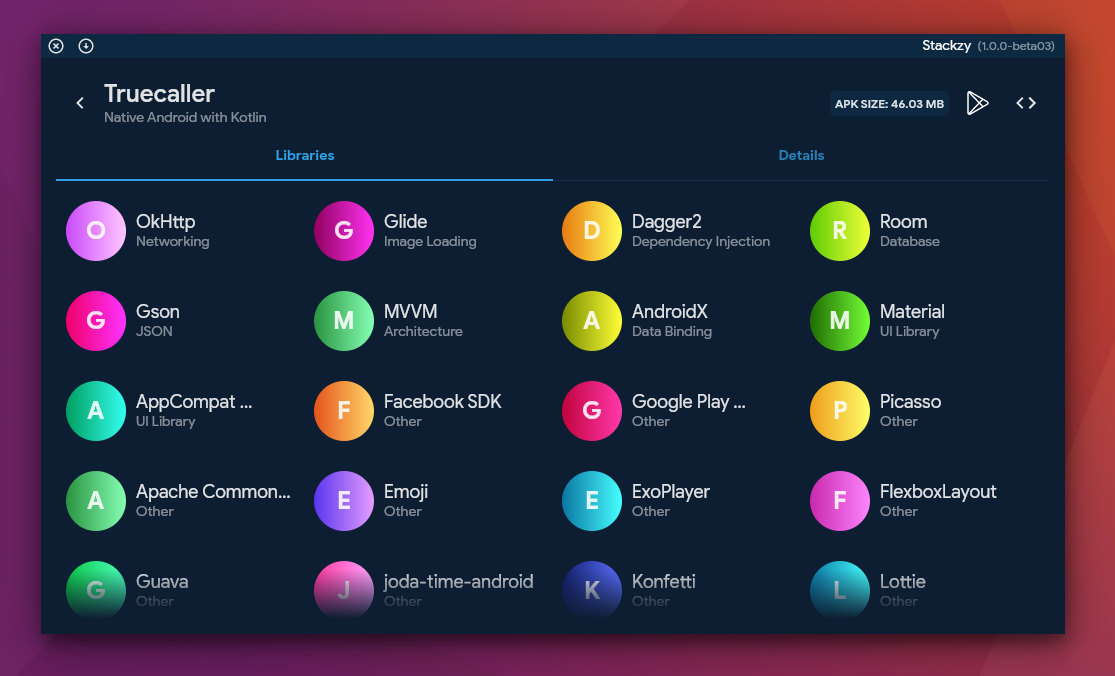 Stackzy (1.0.0-beta03)
Truecaller
Native Android with Kotlin
APK SIZE: 46.03 MB
Libraries
Details
O
OkHttp
Networking
G
Glide
Image Loading
D
Dagger2
Dependency Injection
R
Room
Database
G
Gson
JSON
M
MVVM
Architecture
A
AndroidX
Data Binding
M
Material
UI Library
A
AppCompat ...
UI Library
F
Facebook SDK
Other
G
Google Play ...
Other
P
Picasso
Other
A
Apache Common...
Other
E
Emoji
Other
E
ExoPlayer
Other
F
FlexboxLayout
Other
G
Guava
Other
J
joda-time-android
Other
K
Konfetti
Other
L
Lottie
Other